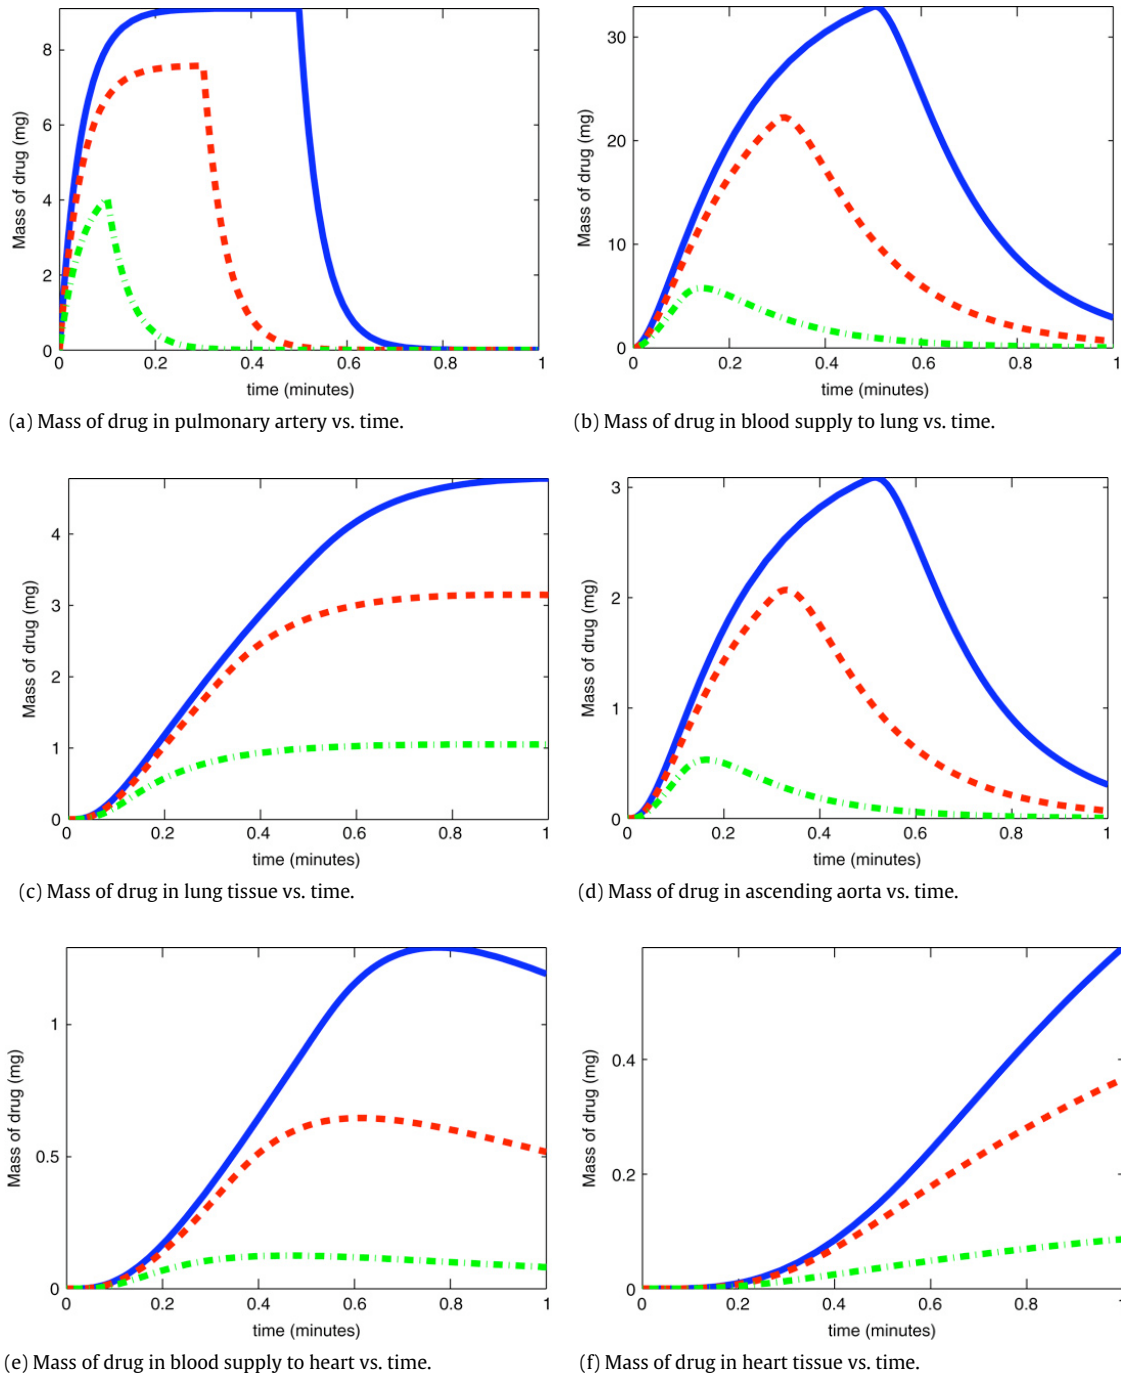 8
6
4
2
0
Mass of drug (mg)
0 0.2 0.4 0.6 0.8 1
time (minutes)
(a) Mass of drug in pulmonary artery vs. time.
30
20
10
0
Mass of drug (mg)
0 0.2 0.4 0.6 0.8 1
time (minutes)
(b) Mass of drug in blood supply to lung vs. time.
4
3
2
1
0
Mass of drug (mg)
0 0.2 0.4 0.6 0.8 1
time (minutes)
(c) Mass of drug in lung tissue vs. time.
3
2
1
0
Mass of drug (mg)
0 0.2 0.4 0.6 0.8 1
time (minutes)
(d) Mass of drug in ascending aorta vs. time.
1
0.5
0
Mass of drug (mg)
0 0.2 0.4 0.6 0.8 1
time (minutes)
(e) Mass of drug in blood supply to heart vs. time.
0.4
0.2
0
Mass of drug (mg)
0 0.2 0.4 0.6 0.8 1
time (minutes)
(f) Mass of drug in heart tissue vs. time.